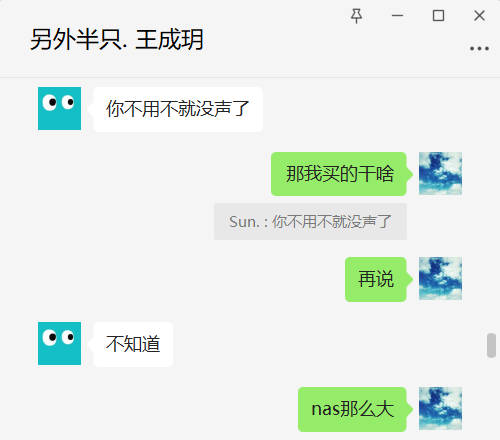 另外半只. 王成玥
你不用不就没声了
那我买的干啥
Sun. : 你不用不就没声了
再说
不知道
nas那么大